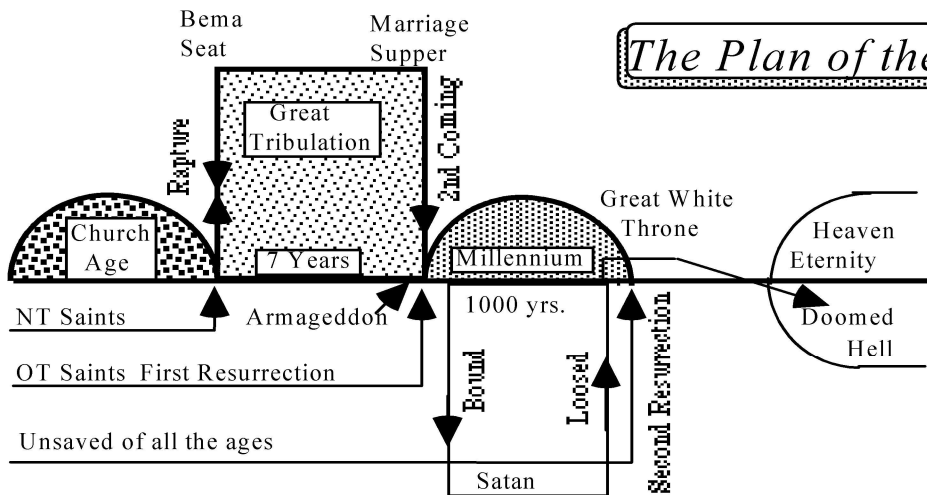 Bema
Seat
Marriage
Supper
The Plan of the
Great
Tribulation
Rapture
2nd Coming
Great White
Throne
Church
Age
7 Years
Millennium
Heaven
Eternity
NT Saints
Armageddon
1000 yrs.
Doomed
Hell
OT Saints First Resurrection
Bound
Loosed
Second Resurrection
Unsaved of all the ages
Satan